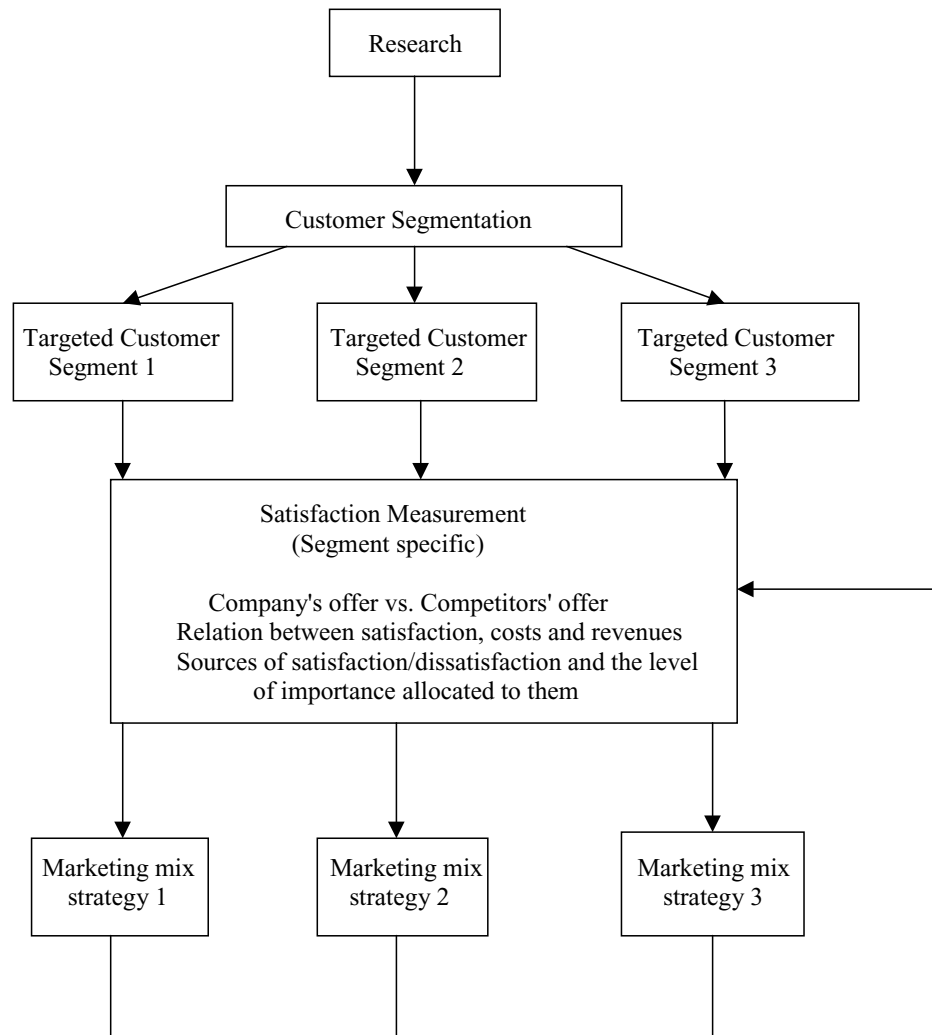 Research
Customer Segmentation
Targeted Customer
Segment 1
Targeted Customer
Segment 2
Targeted Customer
Segment 3
Satisfaction Measurement
(Segment specific)
Company's offer vs. Competitors' offer
Relation between satisfaction, costs and revenues
Sources of satisfaction/dissatisfaction and the level
of importance allocated to them
Marketing mix
strategy 1
Marketing mix
strategy 2
Marketing mix
strategy 3